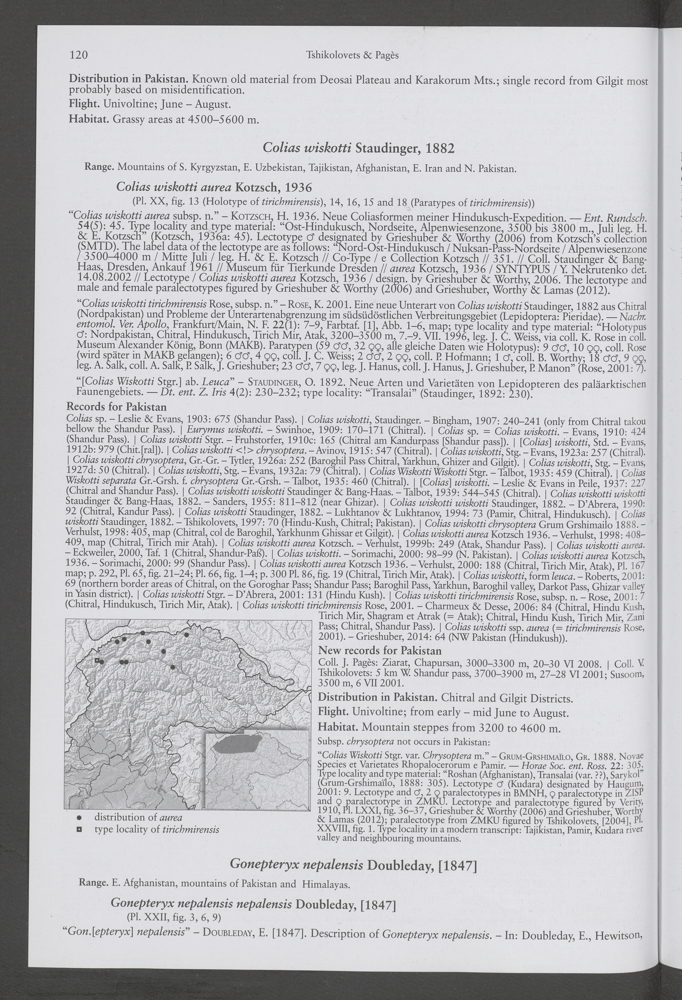 120
Tshikolovets & Pagès
Distribution in Pakistan. Known old material from Deosai Plateau and Karakorum Mts.; single record from Gilgit most
probably based on misidentification.
Flight. Univoltine; June – August.
Habitat. Grassy areas at 4500–5600 m.
Colias wiskotti Staudinger, 1882
Range. Mountains of S. Kyrgyzstan, E. Uzbekistan, Tajikistan, Afghanistan, E. Iran and N. Pakistan.
Colias wiskotti aurea Kotzsch, 1936
(Pl. XX, fig. 13 (Holotype of tirichmirensis), 14, 16, 15 and 18 (Paratypes of tirichmirensis))
“Colias wiskotti aurea subsp. n.” – KOTZSCH, H. 1936. Neue Coliasformen meiner Hindukusch-Expedition. — Ent. Rundsch.
54(5): 45. Type locality and type material: “Ost-Hindukusch, Nordseite, Alpenwiesenzone, 3500 bis 3800 m., Juli leg. H.
& E. Kotzsch” (Kotzsch, 1936a: 45). Lectotype ♂ designated by Grieshuber & Worthy (2006) from Kotzsch’s collection
(SMTD). The label data of the lectotype are as follows: “Nord-Ost-Hindukusch / Nuksan-Pass-Nordseite / Alpenwiesenzone
/ 3500–4000 m / Mitte Juli / leg. H. & E. Kotzsch // Co-Type / e Collection Kotzsch // 351. // Coll. Staudinger & Bang-
Haas, Dresden, Ankauf 1961 // Museum für Tierkunde Dresden // aurea Kotzsch, 1936 / SYNTYPUS / Y. Nekrutenko det.
14.08.2002 // Lectotype / Colias wiskotti aurea Kotzsch, 1936 / design. by Grieshuber & Worthy, 2006. The lectotype and
male and female paralectotypes figured by Grieshuber & Worthy (2006) and Grieshuber, Worthy & Lamas (2012).
“Colias wiskotti tirichmirensis Rose, subsp. n.” – ROSE, K. 2001. Eine neue Unterart von Colias wiskotti Staudinger, 1882 aus Chitral
(Nordpakistan) und Probleme der Unterartenabgrenzung im südsüdöstlichen Verbreitungsgebiet (Lepidoptera: Pieridae). — Nachr.
entomol. Ver. Apollo, Frankfurt/Main, N. F. 22(1): 7–9, Farbtaf. [1], Abb. 1–6, map; type locality and type material: “Holotypus
♂: Nordpakistan, Chitral, Hindukusch, Tirich Mir, Atak, 3200–3500 m, 7.–9. VII. 1996, leg. J. C. Weiss, via coll. K. Rose in coll.
Museum Alexander König, Bonn (MAKB). Paratypen (59 ♂♂, 32 ♀♀, alle gleiche Daten wie Holotypus): 9 ♂♂, 10 ♀♀, coll. Rose
(wird später in MAKB gelangen); 6 ♂♂, 4 ♀♀, coll. J. C. Weiss; 2 ♂♂, 2 ♀♀, coll. P. Hofmann; 1 ♂, coll. B. Worthy; 18 ♂♂, 9 ♀♀,
leg. A. Salk, coll. A. Salk, P. Salk, J. Grieshuber; 23 ♂♂, 7 ♀♀, leg. J. Hanus, coll. J. Hanus, J. Grieshuber, P. Manon” (Rose, 2001: 7).
“[Colias Wiskotti Stgr.] ab. Leuca” – STAUDINGER, O. 1892. Neue Arten und Varietäten von Lepidopteren des paläarktischen
Faunengebiets. — Dt. ent. Z. Iris 4(2): 230–232; type locality: “Transalai” (Staudinger, 1892: 230).
Records for Pakistan
Colias sp. – Leslie & Evans, 1903: 675 (Shandur Pass). | Colias wiskotti, Staudinger. – Bingham, 1907: 240–241 (only from Chitral takou
bellow the Shandur Pass). | Eurymus wiskotti. – Swinhoe, 1909: 170–171 (Chitral). | Colias sp. = Colias wiskotti. – Evans, 1910: 424
(Shandur Pass). | Colias wiskotti Stgr. – Fruhstorfer, 1910c: 165 (Chitral am Kandurpass [Shandur pass]). | [Colias] wiskotti, Std. – Evans,
1912b: 979 (Chit.[ral]). | Colias wiskotti <!> chrysoptera. – Avinov, 1915: 547 (Chitral). | Colias wiskotti, Stg. – Evans, 1923a: 257 (Chitral).
| Colias wiskotti chrysoptera, Gr.-Gr. – Tytler, 1926a: 252 (Baroghil Pass Chitral, Yarkhun, Ghizer and Gilgit). | Colias wiskotti, Stg. – Evans,
1927d: 50 (Chitral). | Colias wiskotti, Stg. – Evans, 1932a: 79 (Chitral). | Colias Wiskotti Wiskotti Stgr. – Talbot, 1935: 459 (Chitral). | Colias
Wiskotti separata Gr.-Grsh. f. chrysoptera Gr.-Grsh. – Talbot, 1935: 460 (Chitral). | [Colias] wiskotti. – Leslie & Evans in Peile, 1937: 227
(Chitral and Shandur Pass). | Colias wiskotti wiskotti Staudinger & Bang-Haas. – Talbot, 1939: 544–545 (Chitral). | Colias wiskotti wiskotti
Staudinger & Bang-Haas, 1882. – Sanders, 1955: 811–812 (near Ghizar). | Colias wiskotti wiskotti Staudinger, 1882. – D’Abrera, 1990:
92 (Chitral, Kandur Pass). | Colias wiskotti Staudinger, 1882. – Lukhtanov & Lukhtanov, 1994: 73 (Pamir, Chitral, Hindukusch). | Colias
wiskotti Staudinger, 1882. – Tshikolovets, 1997: 70 (Hindu-Kush, Chitral; Pakistan). | Colias wiskotti chrysoptera Grum Grshimailo 1888. –
Verhulst, 1998: 405, map (Chitral, col de Baroghil, Yarkhunm Ghissar et Gilgit). | Colias wiskotti aurea Kotzsch 1936. – Verhulst, 1998: 408–
409, map (Chitral, Tirich mir Atah). | Colias wiskotti aurea Kotzsch. – Verhulst, 1999b: 249 (Atak, Shandur Pass). | Colias wiskotti aurea.
– Eckweiler, 2000, Taf. 1 (Chitral, Shandur-Paß). | Colias wiskotti. – Sorimachi, 2000: 98–99 (N. Pakistan). | Colias wiskotti aurea Kotzsch,
1936. – Sorimachi, 2000: 99 (Shandur Pass). | Colias wiskotti aurea Kotzsch 1936. – Verhulst, 2000: 188 (Chitral, Tirich Mir, Atak), Pl. 167
map; p. 292, Pl. 65, fig. 21–24; Pl. 66, fig. 1–4; p. 300 Pl. 86, fig. 19 (Chitral, Tirich Mir, Atak). | Colias wiskotti, form leuca. – Roberts, 2001:
69 (northern border areas of Chitral, on the Goroghar Pass; Shandur Pass; Baroghil Pass, Yarkhun, Baroghil valley, Darkot Pass, Ghizar valley
in Yasin district). | Colias wiskotti Stgr. – D’Abrera, 2001: 131 (Hindu Kush). | Colias wiskotti tirichmirensis Rose, subsp. n. – Rose, 2001: 7
(Chitral, Hindukusch, Tirich Mir, Atak). | Colias wiskotti tirichmirensis Rose, 2001. – Charmeux & Desse, 2006: 84 (Chitral, Hindu Kush,
Tirich Mir, Shagram et Atrak (= Atak); Chitral, Hindu Kush, Tirich Mir, Zani
Pass; Chitral, Shandur Pass). | Colias wiskotti ssp. aurea (= tirichmirensis Rose,
2001). – Grieshuber, 2014: 64 (NW Pakistan (Hindukush)).
New records for Pakistan
Coll. J. Pagès: Ziarat, Chapursan, 3000–3300 m, 20–30 VI 2008. | Coll. V.
Tshikolovets: 5 km W. Shandur pass, 3700–3900 m, 27–28 VI 2001; Susoom,
3500 m, 6 VII 2001.
Distribution in Pakistan. Chitral and Gilgit Districts.
Flight. Univoltine; from early – mid June to August.
Habitat. Mountain steppes from 3200 to 4600 m.
Subsp. chrysoptera not occurs in Pakistan:
“Colias Wiskotti Stgr. var. Chrysoptera m.” – GRUM-GRSHIMAÏLO, GR. 1888. Novae
Species et Varietates Rhopalocerorum e Pamir. — Horae Soc. ent. Ross. 22: 305.
Type locality and type material: “Roshan (Afghanistan), Transalai (var. ??), Sarykol”
(Grum-Grshimaïlo, 1888: 305). Lectotype ♂ (Kudara) designated by Haugum,
2001: 9. Lectotype and ♂, 2 ♀ paralectotypes in BMNH, ♀ paralectotype in ZISP
and ♀ paralectotype in ZMKU. Lectotype and paralectotype figured by Verity,
1910, Pl. LXXI, fig. 36–37, Grieshuber & Worthy (2006) and Grieshuber, Worthy
& Lamas (2012); paralectotype from ZMKU figured by Tshikolovets, [2004], Pl.
XXVIII, fig. 1. Type locality in a modern transcript: Tajikistan, Pamir, Kudara river
valley and neighbouring mountains.
distribution of aurea
type locality of tirichmirensis
Gonepteryx nepalensis Doubleday, [1847]
Range. E. Afghanistan, mountains of Pakistan and Himalayas.
Gonepteryx nepalensis nepalensis Doubleday, [1847]
(Pl. XXII, fig. 3, 6, 9)
“Gon.[epteryx] nepalensis” – DOUBLEDAY, E. [1847]. Description of Gonepteryx nepalensis. – In: Doubleday, E., Hewitson,